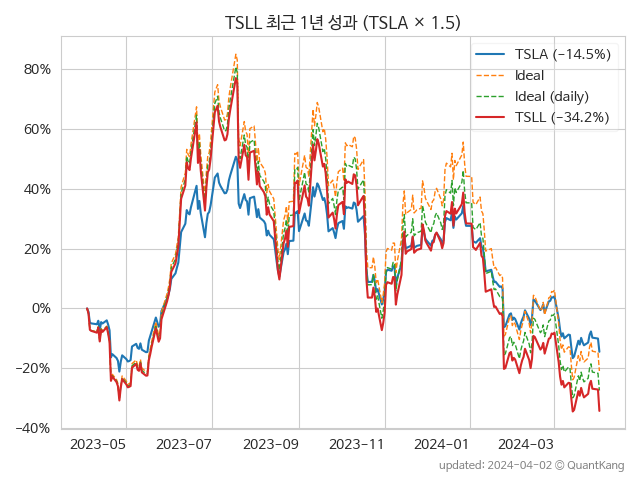 TSLL 최근 1년 성과 (TSLA × 1.5)
TSLA (−14.5%)
Ideal
Ideal (daily)
TSLL (−34.2%)
80%
60%
40%
20%
0%
−20%
−40%
2023-05
2023-07
2023-09
2023-11
2024-01
2024-03
updated: 2024-04-02 © QuantKang